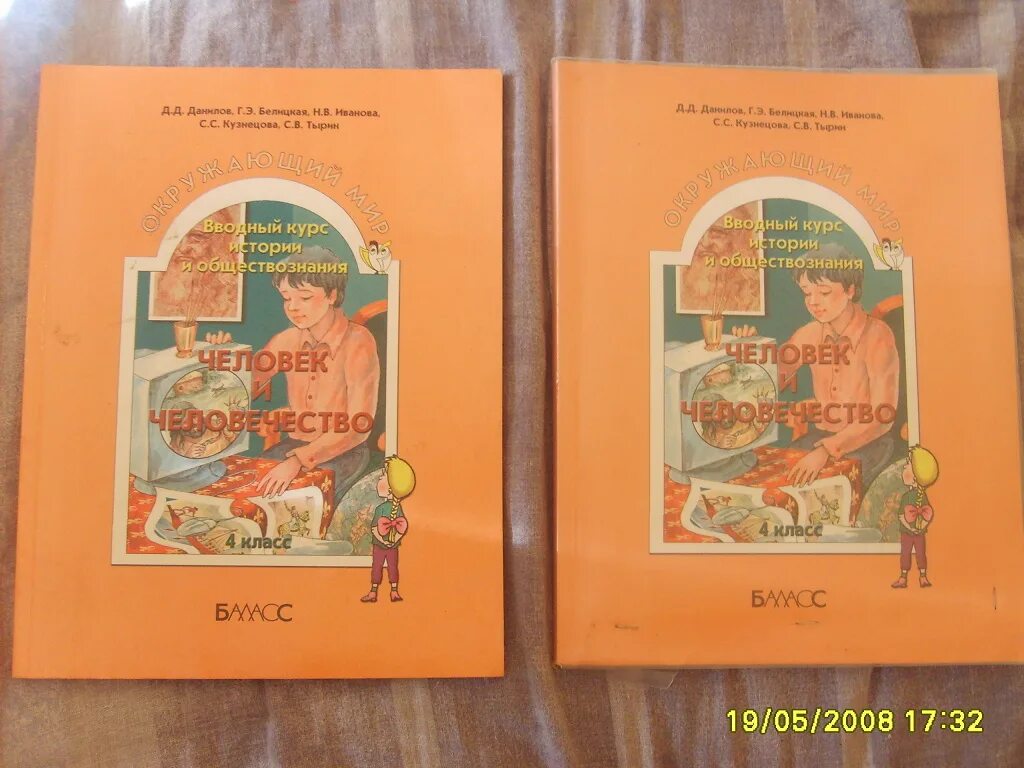 Д.Д. Данилов, Г.Э. Белицкая, Н.В. Иванова,
С.С. Кузнецова, С.В. Тырин
ОКРУЖАЮЩИЙ МИР
Вводный курс
истории
и обществознания
ЧЕЛОВЕК
И
ЧЕЛОВЕЧЕСТВО
4 класс
БАЛАСС
Д.Д. Данилов, Г.Э. Белицкая, Н.В. Иванова,
С.С. Кузнецова, С.В. Тырин
ОКРУЖАЮЩИЙ МИР
Вводный курс
истории
и обществознания
ЧЕЛОВЕК
И
ЧЕЛОВЕЧЕСТВО
4 класс
БАЛАСС
19/05/2008 17:32